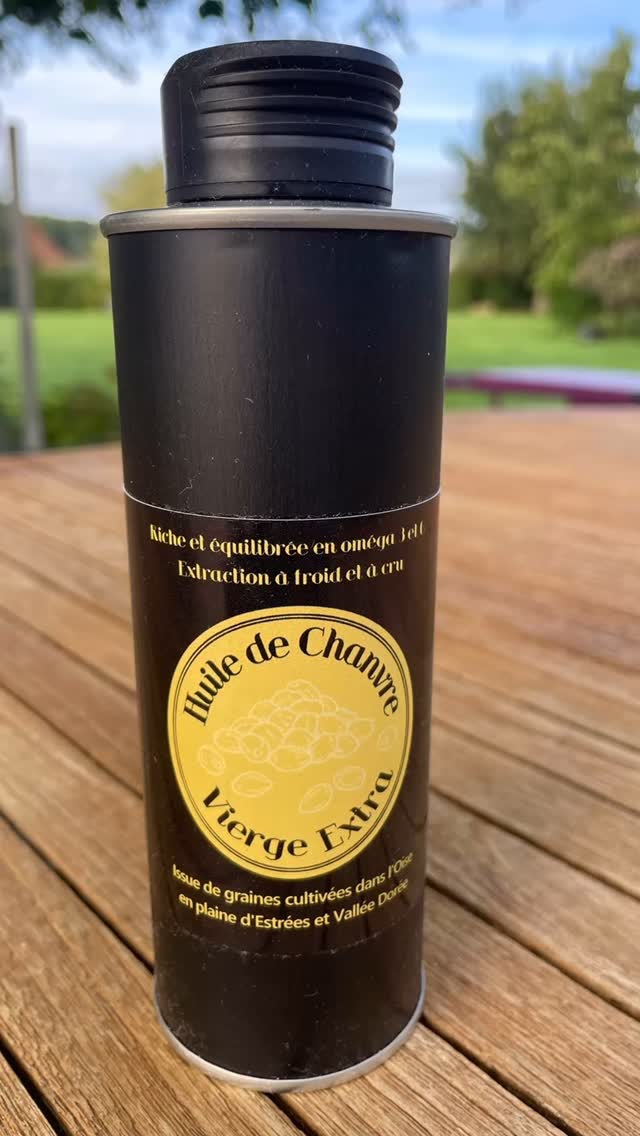 Riche et équilibrée en oméga 3 et 6
Extraction à froid et à cru
Huile de Chanvre
Vierge Extra
Issue de graines cultivées dans l'Oise
en plaine d'Estrées et Vallée Dorée